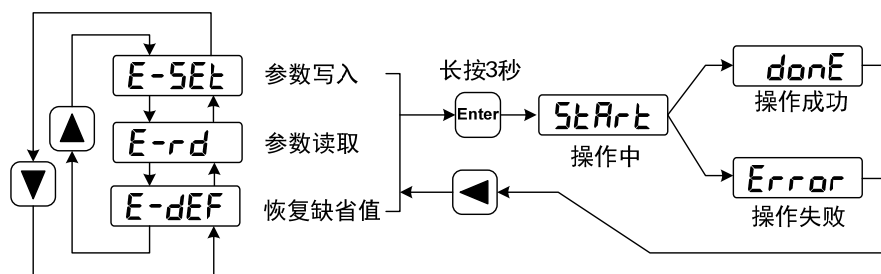 E-SEt
参数写入
E-rd
参数读取
E-dEF
恢复缺省值
长按3秒
Enter
StArt
操作中
donE
操作成功
Error
操作失败